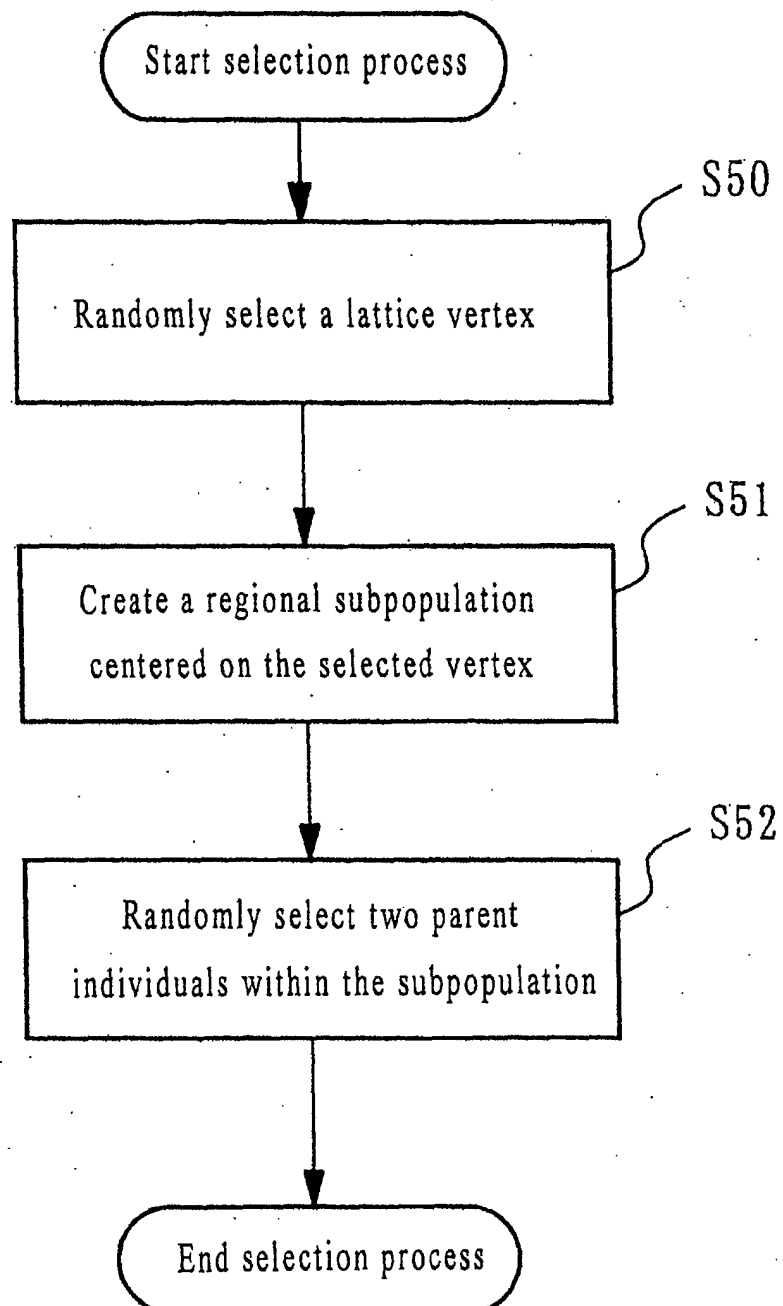 Start selection process
S50
Randomly select a lattice vertex
S51
Create a regional subpopulation
centered on the selected vertex
S52
Randomly select two parent
individuals within the subpopulation
End selection process